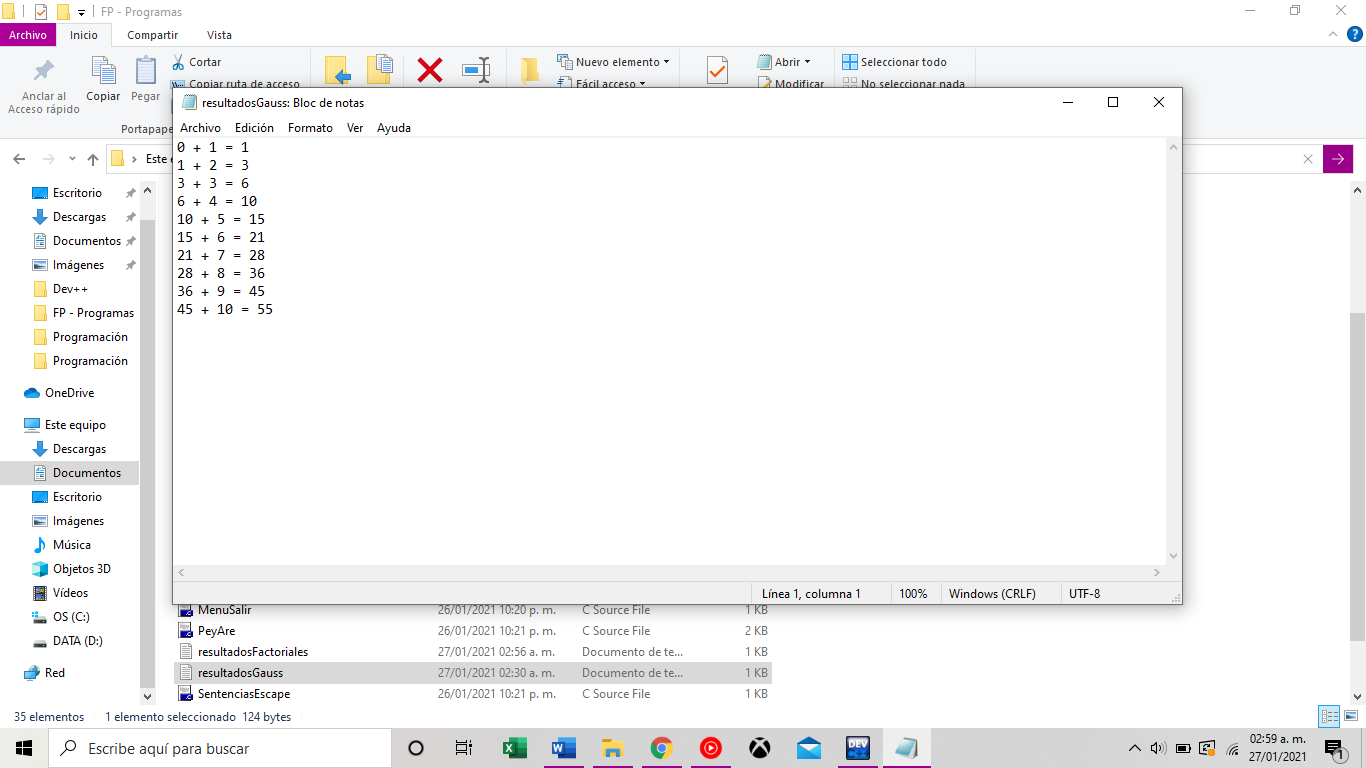 FP - Programas
Archivo Inicio Compartir Vista
Anclar al Acceso rápido
Copiar
Pegar
Cortar
Copiar ruta de acceso
Nuevo elemento
Fácil acceso
Abrir
Modificar
Seleccionar todo
No seleccionar nada
Portapape
Este
resultadosGauss: Bloc de notas
Archivo Edición Formato Ver Ayuda
0 + 1 = 1
1 + 2 = 3
3 + 3 = 6
6 + 4 = 10
10 + 5 = 15
15 + 6 = 21
21 + 7 = 28
28 + 8 = 36
36 + 9 = 45
45 + 10 = 55
Línea 1, columna 1 100% Windows (CRLF) UTF-8
Escritorio
Descargas
Documentos
Imágenes
Dev++
FP - Programas
Programación
Programación
OneDrive
Este equipo
Descargas
Documentos
Escritorio
Imágenes
Música
Objetos 3D
Vídeos
OS (C:)
DATA (D:)
Red
MenuSalir 26/01/2021 10:20 p. m. C Source File 1 KB
PeyAre 26/01/2021 10:21 p. m. C Source File 2 KB
resultadosFactoriales 27/01/2021 02:56 a. m. Documento de te... 1 KB
resultadosGauss 27/01/2021 02:30 a. m. Documento de te... 1 KB
SentenciasEscape 26/01/2021 10:21 p. m. C Source File 1 KB
35 elementos 1 elemento seleccionado 124 bytes
Escribe aquí para buscar
DEV
02:59 a. m.
27/01/2021
1